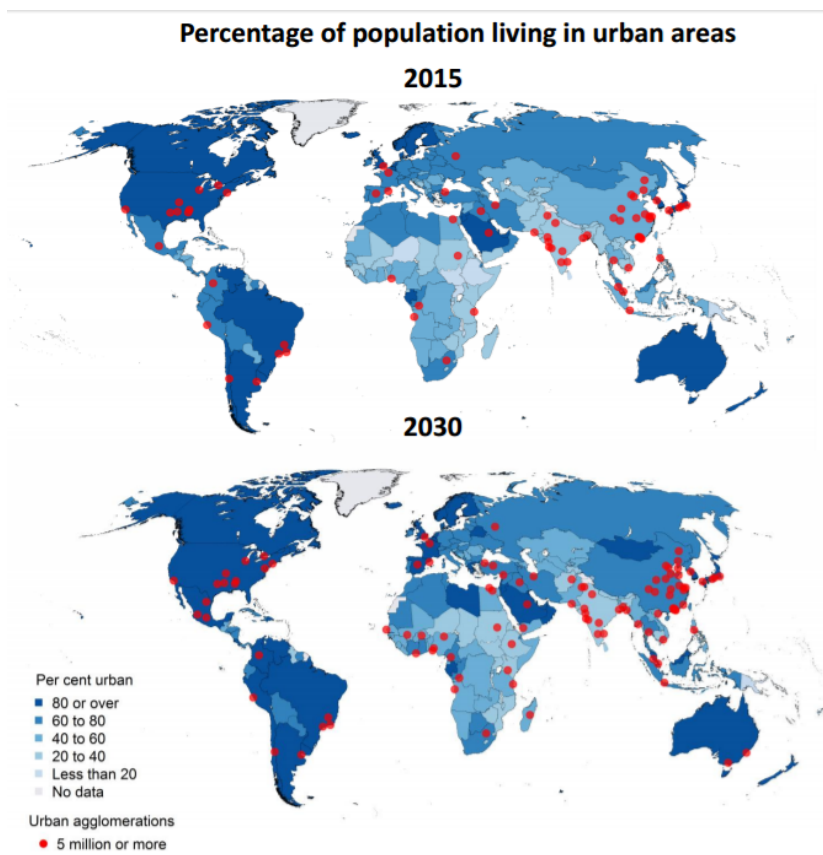 Percentage of population living in urban areas
2015
2030
Per cent urban
80 or over
60 to 80
40 to 60
20 to 40
Less than 20
No data
Urban agglomerations
5 million or more